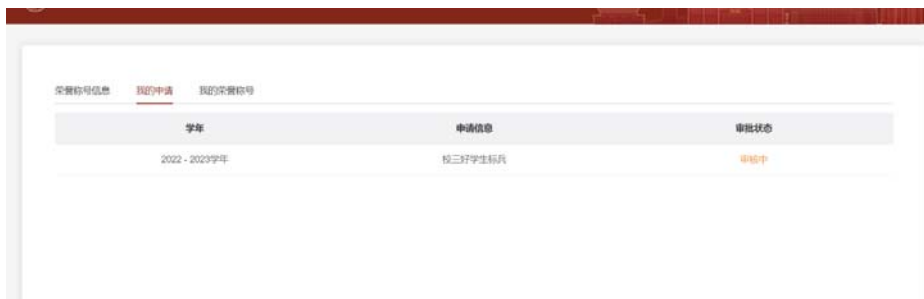 荣誉称号信息 我的申请 我的荣誉称号
学年 申请信息 审批状态
2022 - 2023学年 校三好学生标兵 审核中